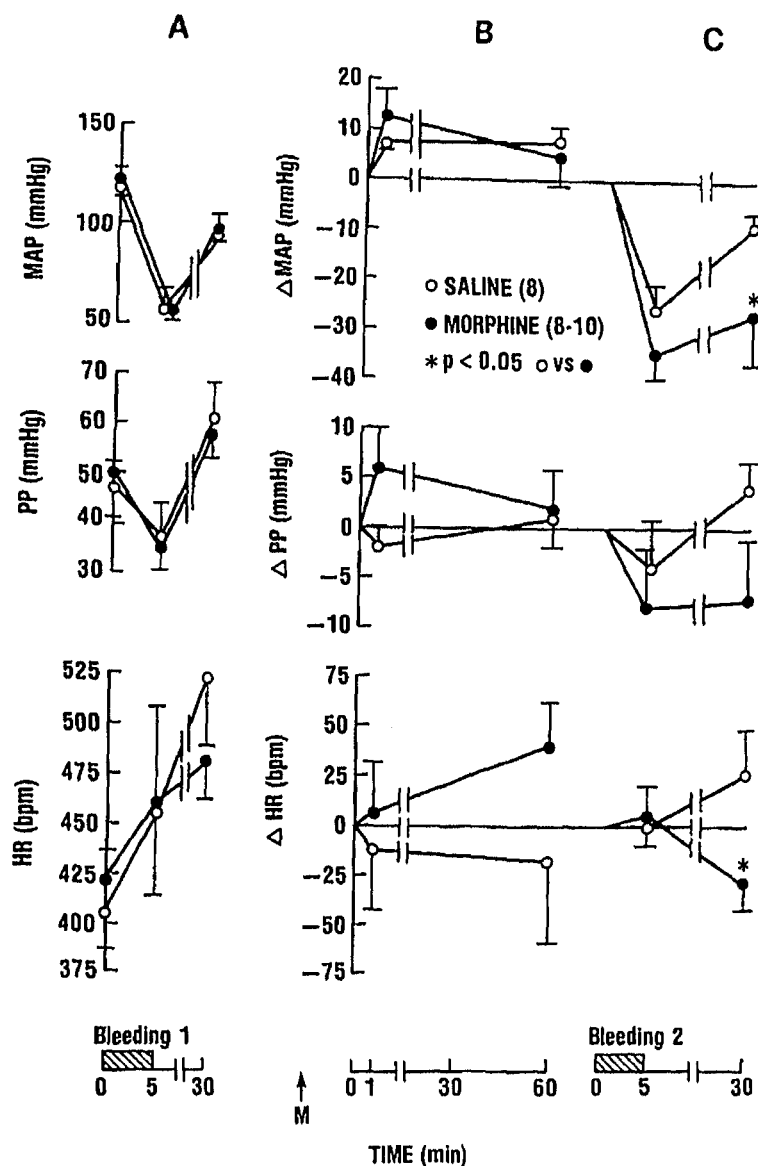 A B C
MAP (mmHg)
150
100
50
Δ MAP (mmHg)
20
10
0
−10
−20
−30
−40
○ SALINE (8)
● MORPHINE (8-10)
* p < 0.05 ○ vs ●
*
PP (mmHg)
70
60
50
40
30
Δ PP (mmHg)
10
5
0
−5
−10
HR (bpm)
525
500
475
450
425
400
375
Δ HR (bpm)
75
50
25
0
−25
−50
−75
*
Bleeding 1
0 5 30
M
0 1 30 60
Bleeding 2
0 5 30
TIME (min)